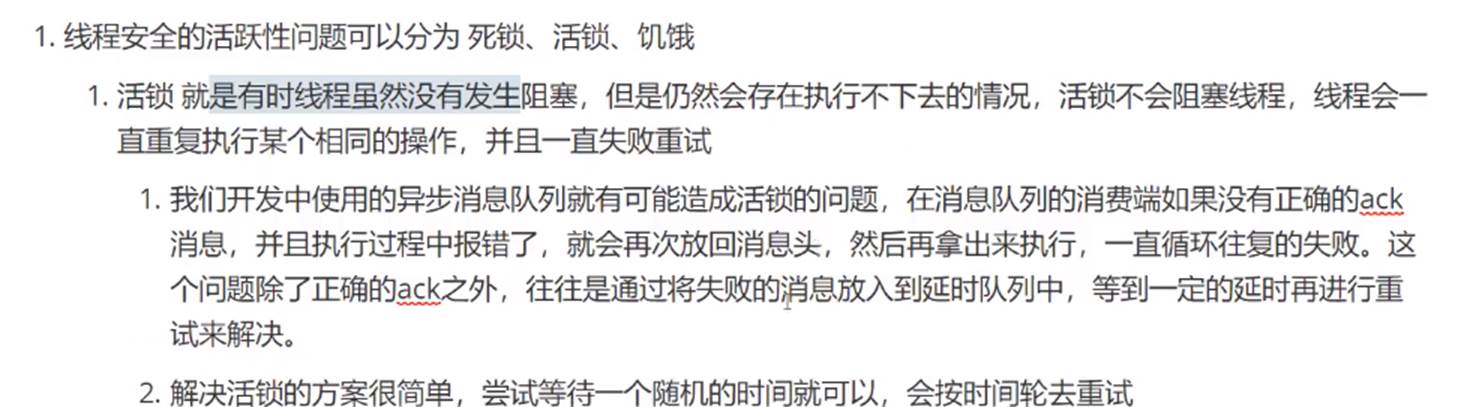 1. 线程安全的活跃性问题可以分为 死锁、活锁、饥饿
1. 活锁 就是有时线程虽然没有发生阻塞，但是仍然会存在执行不下去的情况，活锁不会阻塞线程，线程会一
直重复执行某个相同的操作，并且一直失败重试
1. 我们开发中使用的异步消息队列就有可能造成活锁的问题，在消息队列的消费端如果没有正确的ack
消息，并且执行过程中报错了，就会再次放回消息头，然后再拿出来执行，一直循环往复的失败。这
个问题除了正确的ack之外，往往是通过将失败的消息放入到延时队列中，等到一定的延时再进行重
试来解决。
2. 解决活锁的方案很简单，尝试等待一个随机的时间就可以，会按时间轮去重试